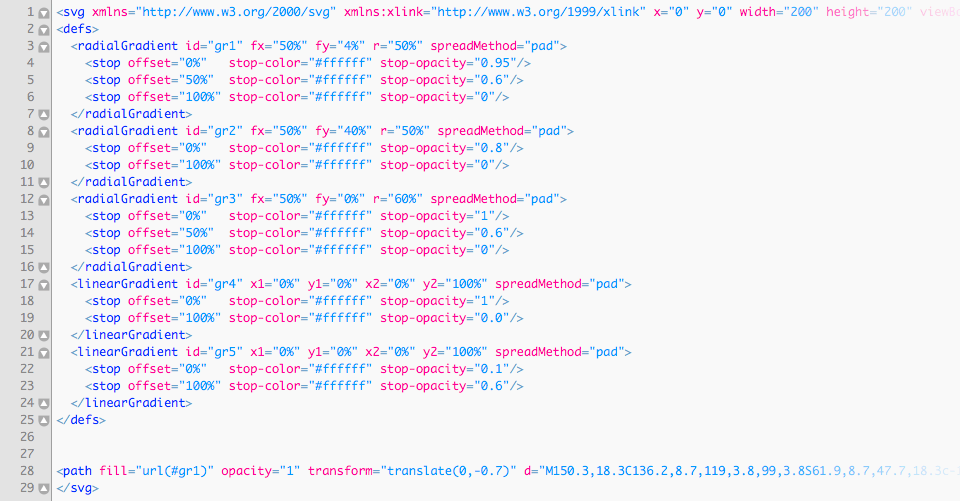 1 <svg xmlns="http://www.w3.org/2000/svg" xmlns:xlink="http://www.w3.org/1999/xlink" x="0" y="0" width="200" height="200" viewBo
2 <defs>
3   <radialGradient id="gr1" fx="50%" fy="4%" r="50%" spreadMethod="pad">
4     <stop offset="0%"   stop-color="#ffffff" stop-opacity="0.95"/>
5     <stop offset="50%"  stop-color="#ffffff" stop-opacity="0.6"/>
6     <stop offset="100%" stop-color="#ffffff" stop-opacity="0"/>
7   </radialGradient>
8   <radialGradient id="gr2" fx="50%" fy="40%" r="50%" spreadMethod="pad">
9     <stop offset="0%"   stop-color="#ffffff" stop-opacity="0.8"/>
10     <stop offset="100%" stop-color="#ffffff" stop-opacity="0"/>
11   </radialGradient>
12   <radialGradient id="gr3" fx="50%" fy="0%" r="60%" spreadMethod="pad">
13     <stop offset="0%"   stop-color="#ffffff" stop-opacity="1"/>
14     <stop offset="50%"  stop-color="#ffffff" stop-opacity="0.6"/>
15     <stop offset="100%" stop-color="#ffffff" stop-opacity="0"/>
16   </radialGradient>
17   <linearGradient id="gr4" x1="0%" y1="0%" x2="0%" y2="100%" spreadMethod="pad">
18     <stop offset="0%"   stop-color="#ffffff" stop-opacity="1"/>
19     <stop offset="100%" stop-color="#ffffff" stop-opacity="0.0"/>
20   </linearGradient>
21   <linearGradient id="gr5" x1="0%" y1="0%" x2="0%" y2="100%" spreadMethod="pad">
22     <stop offset="0%"   stop-color="#ffffff" stop-opacity="0.1"/>
23     <stop offset="100%" stop-color="#ffffff" stop-opacity="0.6"/>
24   </linearGradient>
25 </defs>
26
27
28 <path fill="url(#gr1)" opacity="1" transform="translate(0,-0.7)" d="M150.3,18.3C136.2,8.7,119,3.8,99,3.8S61.9,8.7,47.7,18.3c-1
29 </svg>